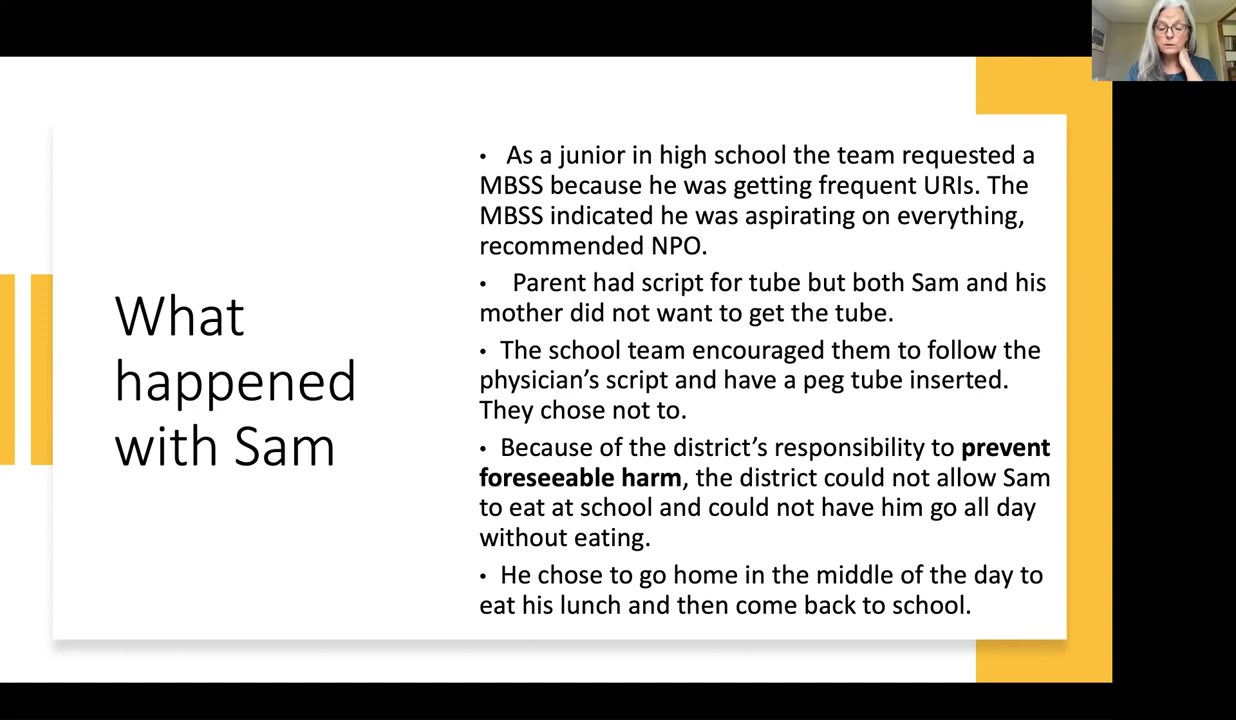 What
happened
with Sam
• As a junior in high school the team requested a
MBSS because he was getting frequent URIs. The
MBSS indicated he was aspirating on everything,
recommended NPO.
• Parent had script for tube but both Sam and his
mother did not want to get the tube.
• The school team encouraged them to follow the
physician’s script and have a peg tube inserted.
They chose not to.
• Because of the district’s responsibility to prevent
foreseeable harm, the district could not allow Sam
to eat at school and could not have him go all day
without eating.
• He chose to go home in the middle of the day to
eat his lunch and then come back to school.